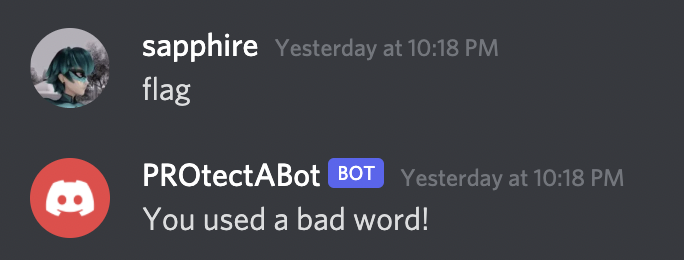 sapphire Yesterday at 10:18 PM
flag
PROtectABot BOT Yesterday at 10:18 PM
You used a bad word!